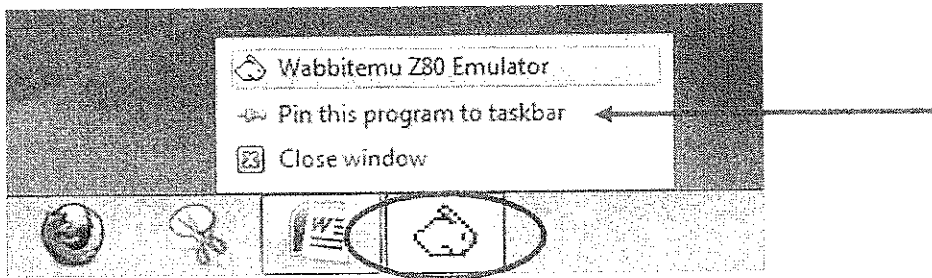 Wabbitemu Z80 Emulator
Pin this program to taskbar
Close window
W